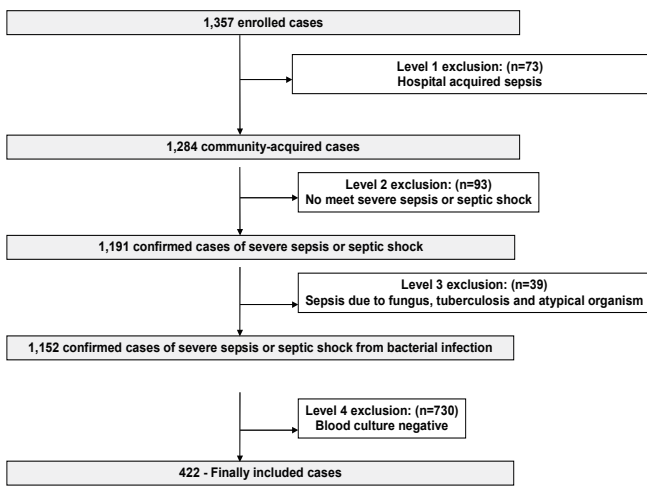 1,357 enrolled cases
Level 1 exclusion: (n=73)
Hospital acquired sepsis
1,284 community-acquired cases
Level 2 exclusion: (n=93)
No meet severe sepsis or septic shock
1,191 confirmed cases of severe sepsis or septic shock
Level 3 exclusion: (n=39)
Sepsis due to fungus, tuberculosis and atypical organism
1,152 confirmed cases of severe sepsis or septic shock from bacterial infection
Level 4 exclusion: (n=730)
Blood culture negative
422 - Finally included cases